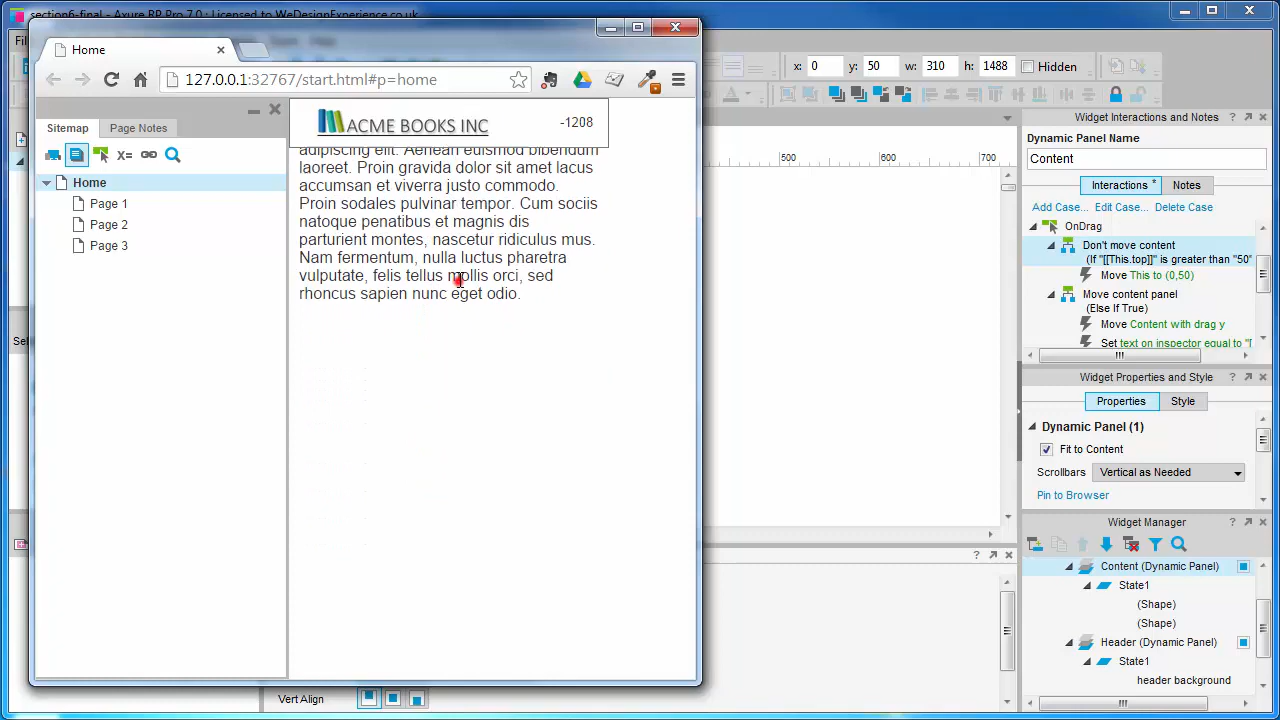 section6-final - Axure RP Pro 7.0 : Licensed to WeDesignExperience.co.uk
Home
127.0.0.1:32767/start.html#p=home
Sitemap
Page Notes
X=
Home
Page 1
Page 2
Page 3
ACME BOOKS INC
-1208
adipiscing elit. Aenean euismod bibendum
laoreet. Proin gravida dolor sit amet lacus
accumsan et viverra justo commodo.
Proin sodales pulvinar tempor. Cum sociis
natoque penatibus et magnis dis
parturient montes, nascetur ridiculus mus.
Nam fermentum, nulla luctus pharetra
vulputate, felis tellus mollis orci, sed
rhoncus sapien nunc eget odio.
x: 0 y: 50 w: 310 h: 1488 Hidden
500 600 700
Widget Interactions and Notes
Dynamic Panel Name
Content
Interactions *
Notes
Add Case... Edit Case... Delete Case
OnDrag
Don't move content
(If "[[This.top]]" is greater than "50"
Move This to (0,50)
Move content panel
(Else If True)
Move Content with drag y
Set text on inspector equal to "[
Widget Properties and Style
Properties
Style
Dynamic Panel (1)
Fit to Content
Scrollbars Vertical as Needed
Pin to Browser
Widget Manager
Content (Dynamic Panel)
State1
(Shape)
(Shape)
Header (Dynamic Panel)
State1
header background
Vert Align